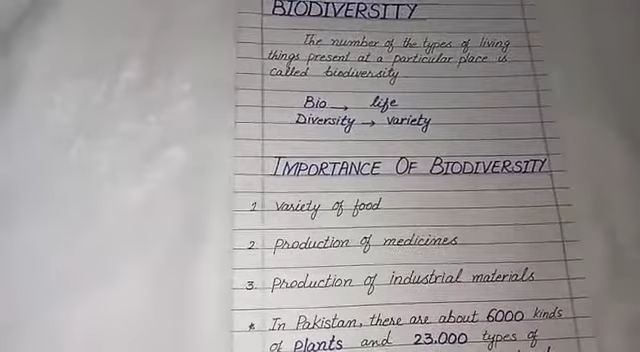 BIODIVERSITY
The number of the types of living
things present at a particular place is
called biodiversity
Bio → life
Diversity → variety
IMPORTANCE OF BIODIVERSITY
1 Variety of food
2. Production of medicines
3. Production of industrial materials
* In Pakistan, there are about 6000 kinds
of plants and 23.000 types of